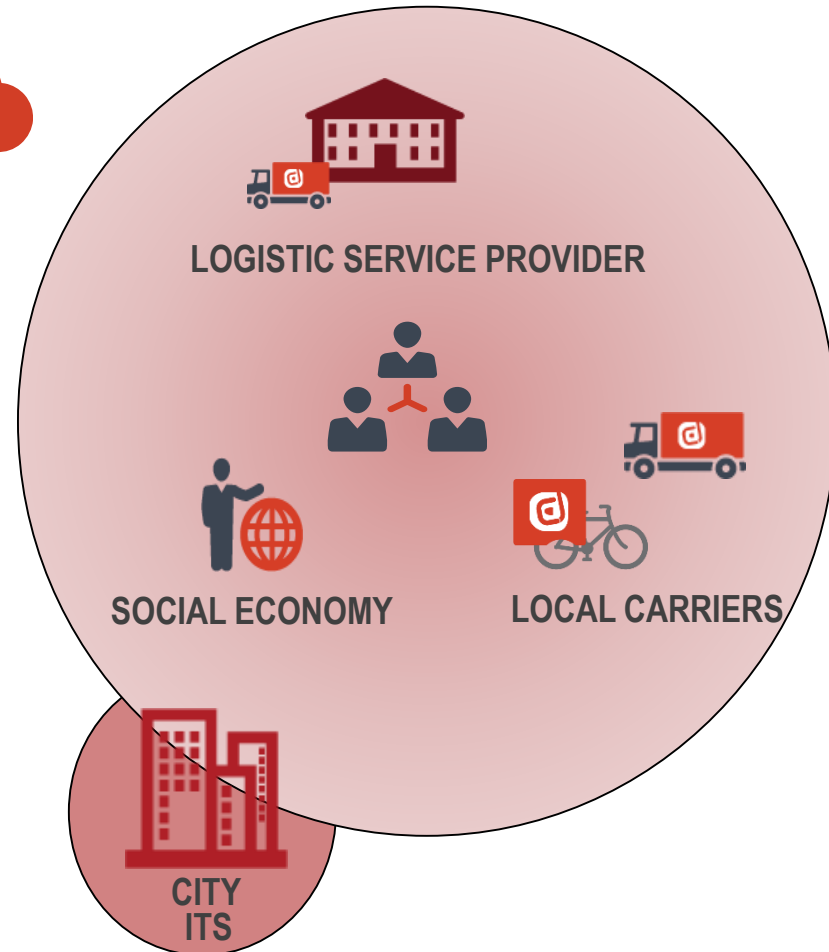 LOGISTIC SERVICE PROVIDER
SOCIAL ECONOMY
LOCAL CARRIERS
CITY
ITS